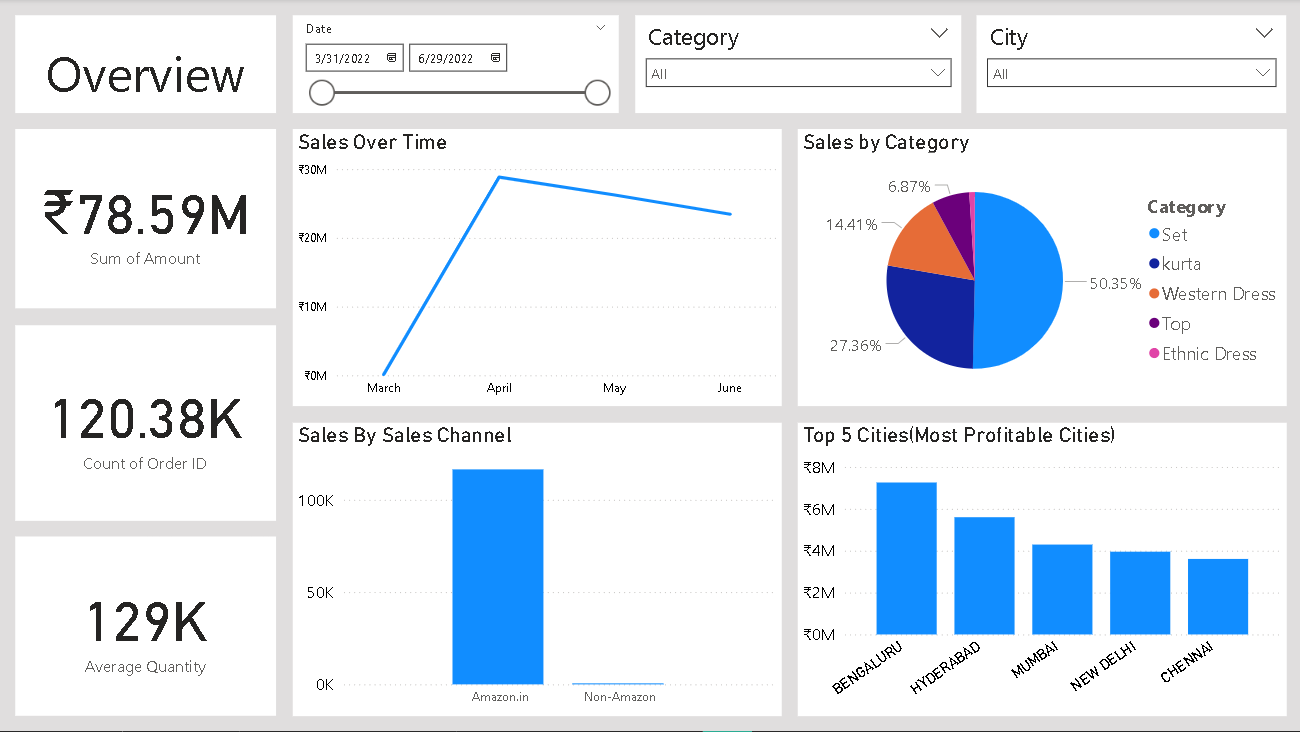 Overview
Date
3/31/2022
6/29/2022
Category
All
City
All
₹78.59M
Sum of Amount
120.38K
Count of Order ID
129K
Average Quantity
Sales Over Time
₹30M
₹20M
₹10M
₹0M
March April May June
Sales by Category
6.87%
14.41%
27.36%
50.35%
Category
Set
kurta
Western Dress
Top
Ethnic Dress
Sales By Sales Channel
100K
50K
0K
Amazon.in Non-Amazon
Top 5 Cities(Most Profitable Cities)
₹8M
₹6M
₹4M
₹2M
₹0M
BENGALURU
HYDERABAD
MUMBAI
NEW DELHI
CHENNAI